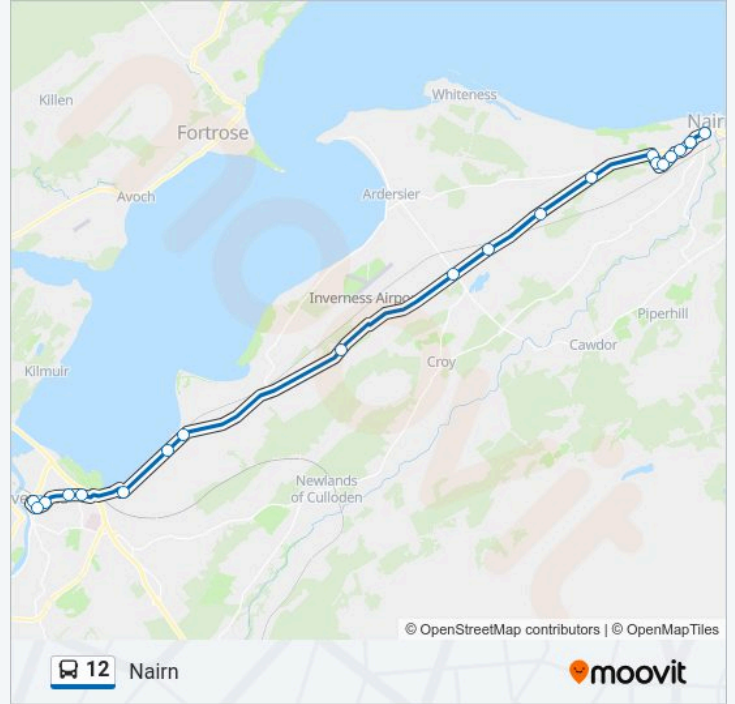 Killen
Whiteness
Fortrose
Nair
Avoch
Ardersier
Inverness Airpo
Piperhill
Cawdor
Croy
Kilmuir
Newlands
of Culloden
ve
© OpenStreetMap contributors | © OpenMapTiles
12 Nairn
moovit